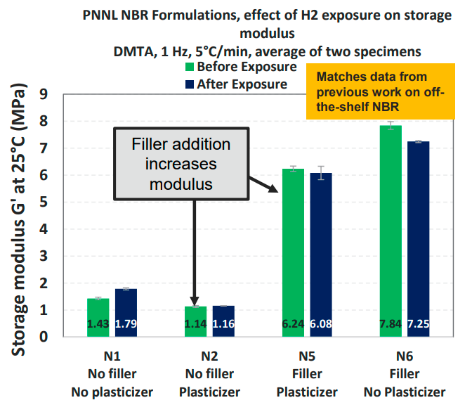 PNNL NBR Formulations, effect of H2 exposure on storage
modulus
DMTA, 1 Hz, 5°C/min, average of two specimens
Before Exposure
After Exposure
Matches data from
previous work on off-
the-shelf NBR
Filler addition
increases
modulus
Storage modulus G' at 25°C (MPa)
9
8
7
6
5
4
3
2
1
0
1.43 1.79 1.14 1.16 6.24 6.08 7.84 7.25
N1 N2 N5 N6
No filler No filler Filler Filler
No plasticizer Plasticizer Plasticizer No Plasticizer